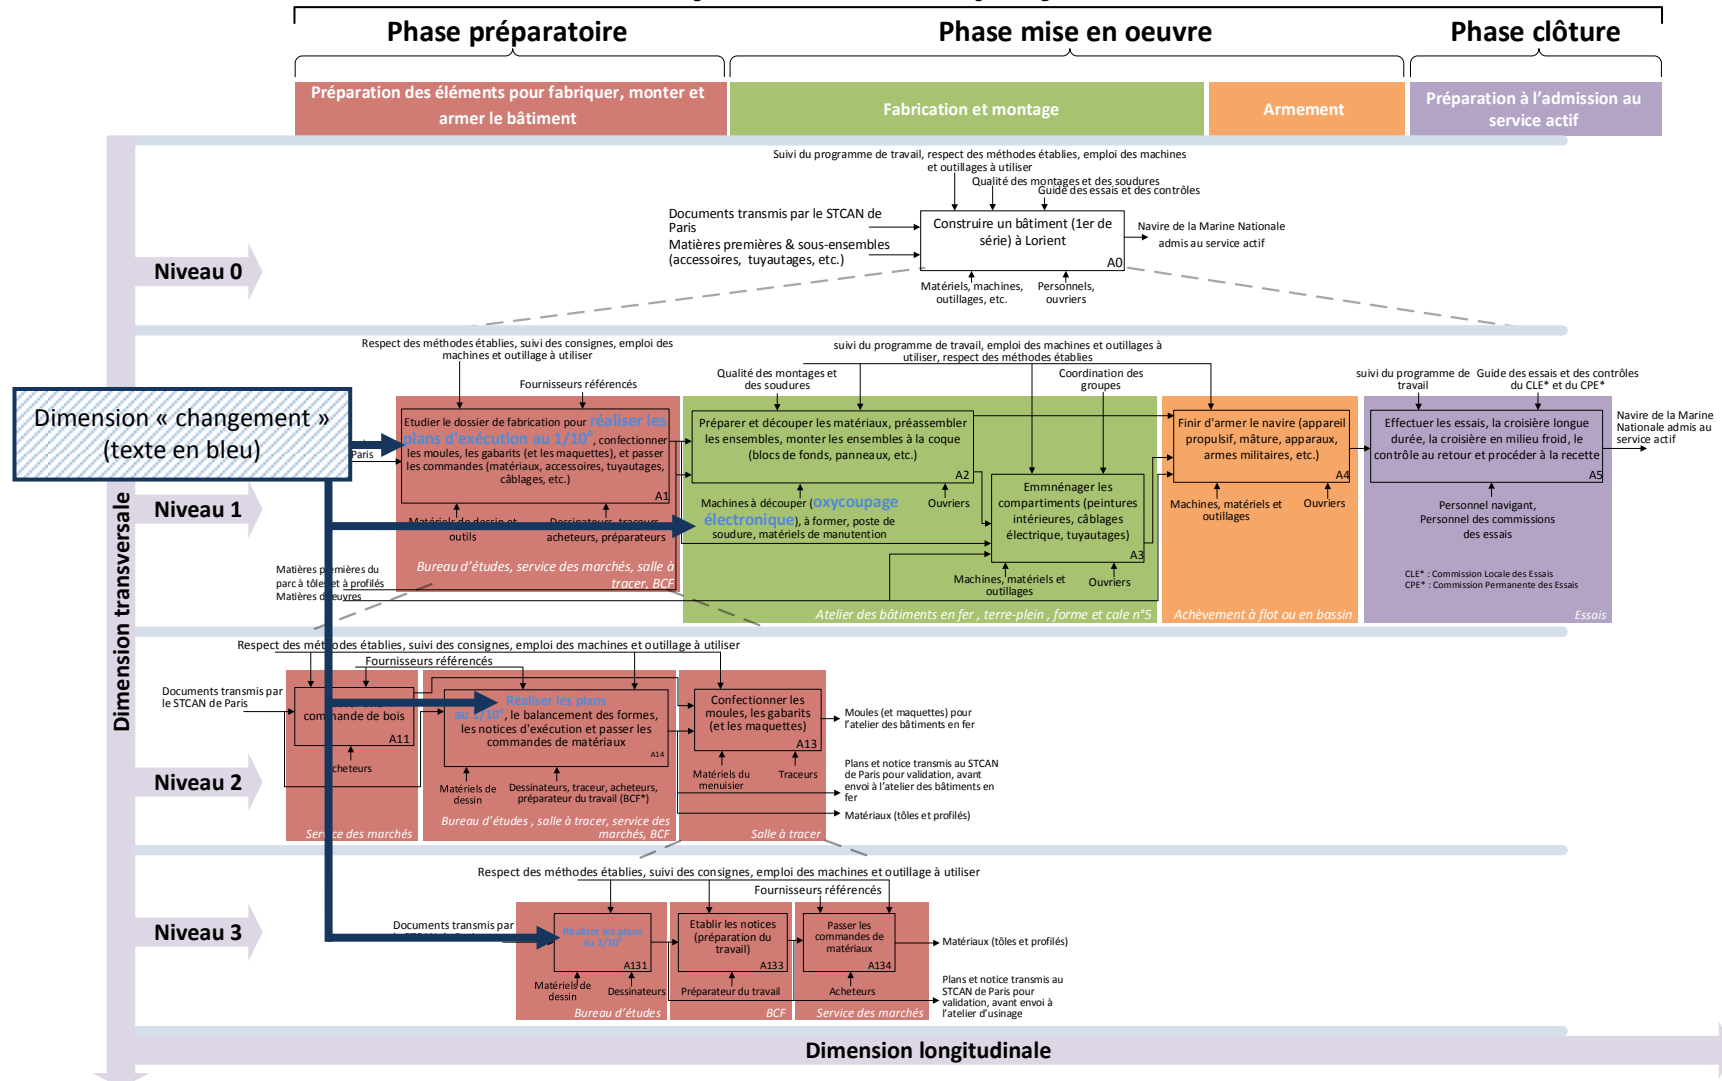 Phase préparatoire
Phase mise en oeuvre
Phase clôture
Préparation des éléments pour fabriquer, monter et
armer le bâtiment
Fabrication et montage
Armement
Préparation à l'admission au
service actif
Dimension transversale
Niveau 0
Suivi du programme de travail, respect des méthodes établies, emploi des machines
et outillages à utiliser
Qualité des montages et des soudures
Guide des essais et des contrôles
Documents transmis par le STCAN de
Paris
Matières premières & sous-ensembles
(accessoires, tuyautages, etc.)
Construire un bâtiment (1er de
série) à Lorient
A0
Navire de la Marine Nationale
admis au service actif
Matériels, machines,
outillages, etc.
Personnels,
ouvriers
Dimension « changement »
(texte en bleu)
Niveau 1
Respect des méthodes établies, suivi des consignes, emploi des
machines et outillage à utiliser
Fournisseurs référencés
Paris
Etudier le dossier de fabrication pour réaliser les
plans d'exécution au 1/10°, confectionner
les moules, les gabarits (et les maquettes), et passer
les commandes (matériaux, accessoires, tuyautages,
câblages, etc.)
A1
Matériels de dessin et
outils
Dessinateurs, traceurs,
acheteurs, préparateurs
Matières premières du
parc à tôles et à profilés
Matières d'œuvres
Bureau d'études, service des marchés, salle à
tracer, BCF
suivi du programme de travail, emploi des machines et outillages à
utiliser, respect des méthodes établies
Qualité des montages et
des soudures
Coordination des
groupes
Préparer et découper les matériaux, préassembler
les ensembles, monter les ensembles à la coque
(blocs de fonds, panneaux, etc.)
A2
Machines à découper (oxycoupage
électronique), à former, poste de
soudure, matériels de manutention
Ouvriers
Emmnénager les
compartiments (peintures
intérieures, câblages
électrique, tuyautages)
A3
Machines, matériels et
outillages
Ouvriers
Atelier des bâtiments en fer , terre-plein , forme et cale n°5
Finir d'armer le navire (appareil
propulsif, mâture, apparaux,
armes militaires, etc.)
A4
Machines, matériels et
outillages
Ouvriers
Achèvement à flot ou en bassin
suivi du programme de
travail
Guide des essais et des contrôles
du CLE* et du CPE*
Effectuer les essais, la croisière longue
durée, la croisière en milieu froid, le
contrôle au retour et procéder à la recette
A5
Navire de la Marine
Nationale admis au
service actif
Personnel navigant,
Personnel des commissions
des essais
CLE* : Commission Locale des Essais
CPE* : Commission Permanente des Essais
Essais
Niveau 2
Respect des méthodes établies, suivi des consignes, emploi des machines et outillage à utiliser
Fournisseurs référencés
Documents transmis par
le STCAN de Paris
commande de bois
A11
Acheteurs
Service des marchés
Réaliser les plans
au 1/10°, le balancement des formes,
les notices d'exécution et passer les
commandes de matériaux
A14
Matériels de
dessin
Dessinateurs, traceur, acheteurs,
préparateur du travail (BCF*)
Bureau d'études , salle à tracer, service des
marchés, BCF
Confectionner les
moules, les gabarits
(et les maquettes)
A13
Matériels du
menuisier
Traceurs
Salle à tracer
Moules (et maquettes) pour
l'atelier des bâtiments en fer
Plans et notice transmis au STCAN
de Paris pour validation, avant
envoi à l'atelier des bâtiments en
fer
Matériaux (tôles et profilés)
Niveau 3
Respect des méthodes établies, suivi des consignes, emploi des machines et outillage à utiliser
Fournisseurs référencés
Documents transmis par
Réaliser les plans
au 1/10°
A131
Matériels de
dessin
Dessinateurs
Bureau d'études
Etablir les notices
(préparation du
travail)
A133
Préparateur du travail
BCF
Passer les
commandes de
matériaux
A134
Acheteurs
Service des marchés
Matériaux (tôles et profilés)
Plans et notice transmis au
STCAN de Paris pour
validation, avant envoi à
l'atelier d'usinage
Dimension longitudinale